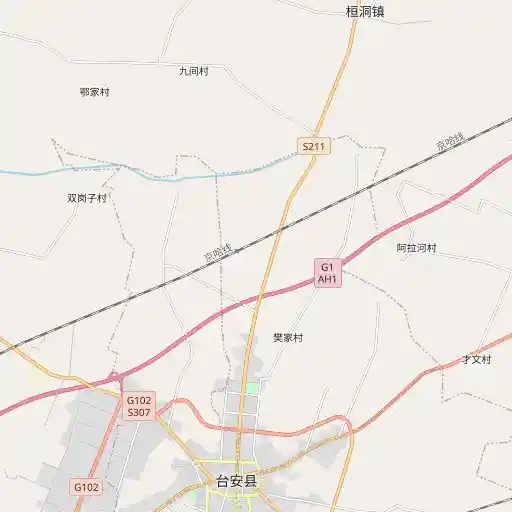 桓洞镇
九间村
鄂家村
京哈线
S211
双岗子村
阿拉河村
京哈线
G1
AH1
樊家村
才文村
G102
S307
台安县
G102